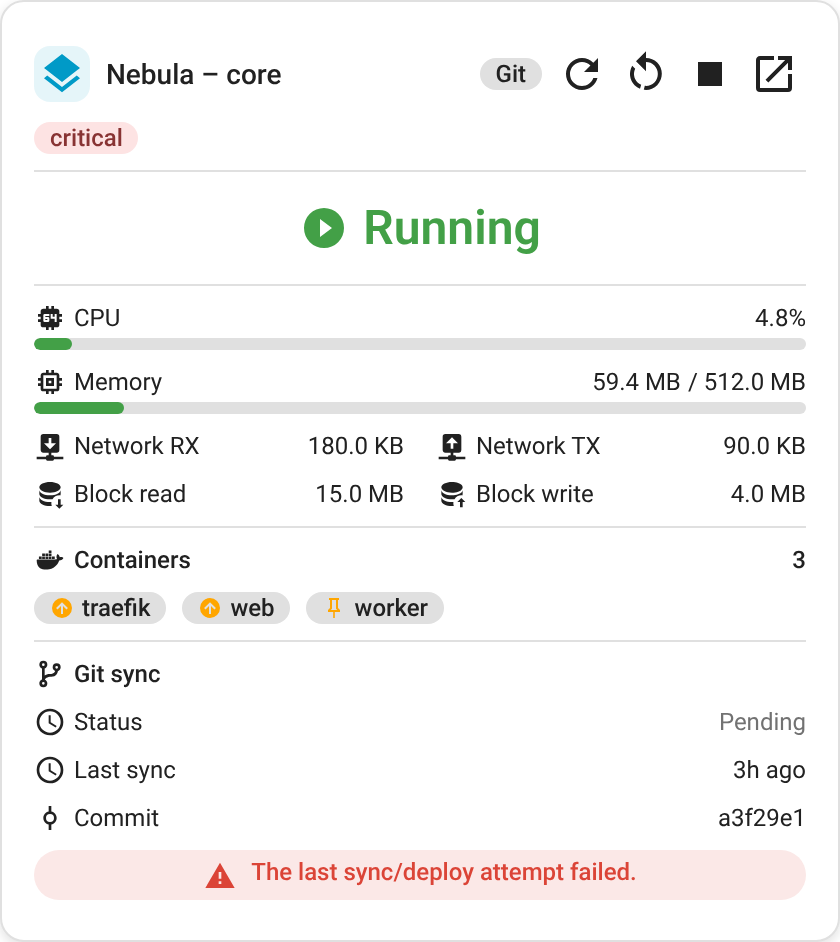 Nebula – core
Git
critical
Running
64
CPU
4.8%
Memory
59.4 MB / 512.0 MB
Network RX
180.0 KB
Network TX
90.0 KB
Block read
15.0 MB
Block write
4.0 MB
Containers
3
traefik
web
worker
Git sync
Status
Pending
Last sync
3h ago
Commit
a3f29e1
The last sync/deploy attempt failed.